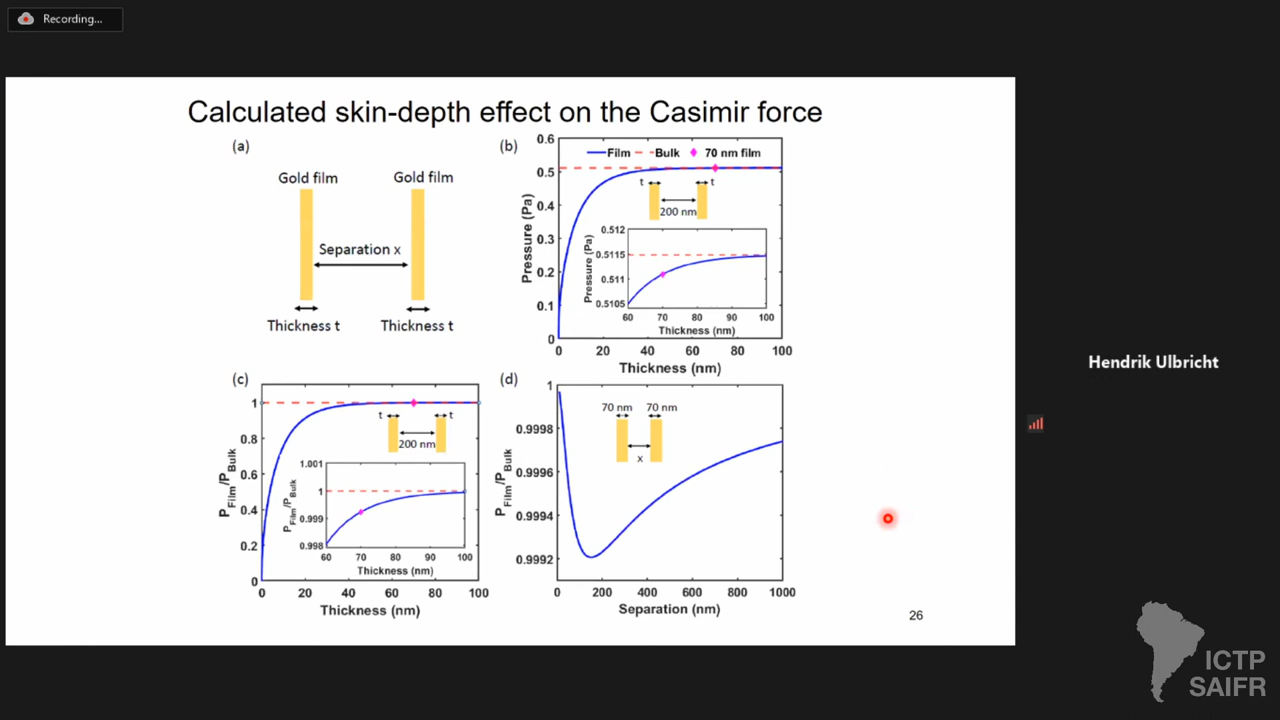 Recording...
Calculated skin-depth effect on the Casimir force
(a)
Gold film
Gold film
Separation x
Thickness t
Thickness t
(b)
Film
Bulk
70 nm film
t
t
200 nm
Pressure (Pa)
0.6
0.5
0.4
0.3
0.2
0.1
0
0
20
40
60
80
100
Thickness (nm)
Pressure (Pa)
0.512
0.5115
0.511
0.5105
60
70
80
90
100
Thickness (nm)
(c)
P_Film/P_Bulk
1
0.8
0.6
0.4
0.2
0
0
20
40
60
80
100
Thickness (nm)
t
t
200 nm
P_Film/P_Bulk
1.001
1
0.999
0.998
60
70
80
90
100
Thickness (nm)
(d)
P_Film/P_Bulk
1
0.9998
0.9996
0.9994
0.9992
0
200
400
600
800
1000
Separation (nm)
70 nm
70 nm
x
26
Hendrik Ulbricht
ICTP
SAIFR